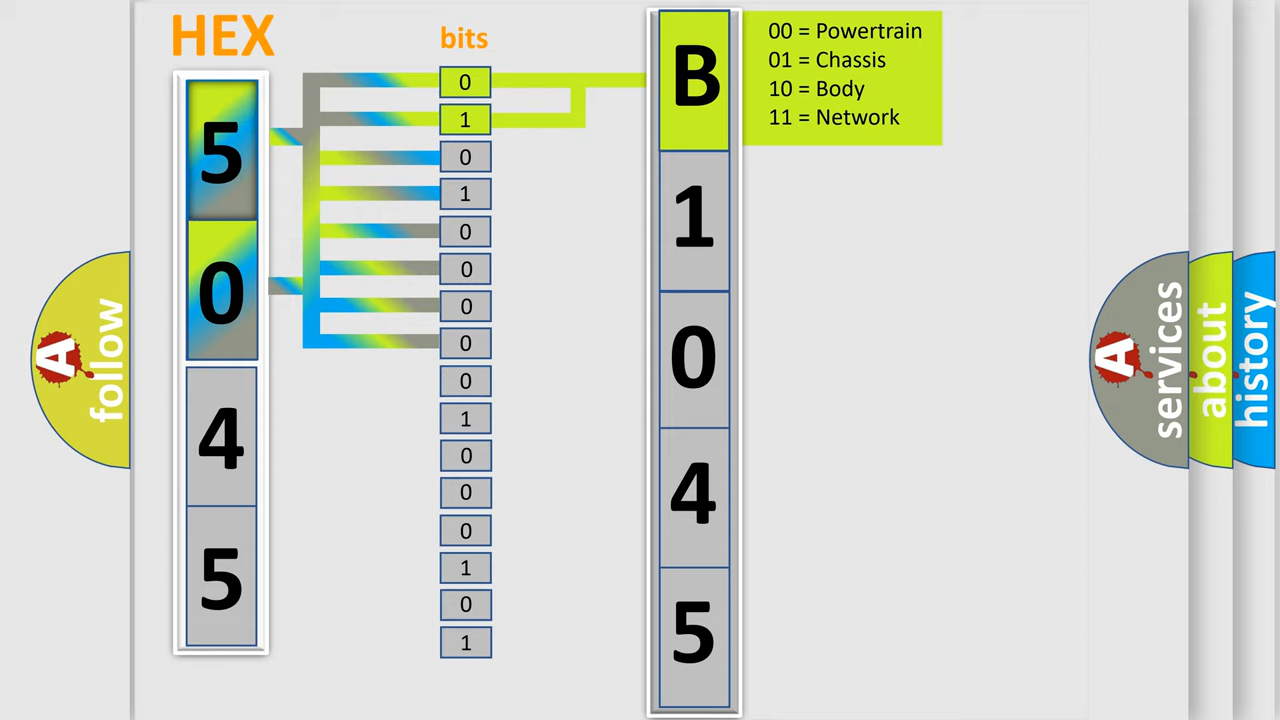 HEX
bits
5
0
4
5
0
1
0
1
0
0
0
0
0
1
0
0
0
1
0
1
B
1
0
4
5
00 = Powertrain
01 = Chassis
10 = Body
11 = Network
A
follow
A
services
about
history